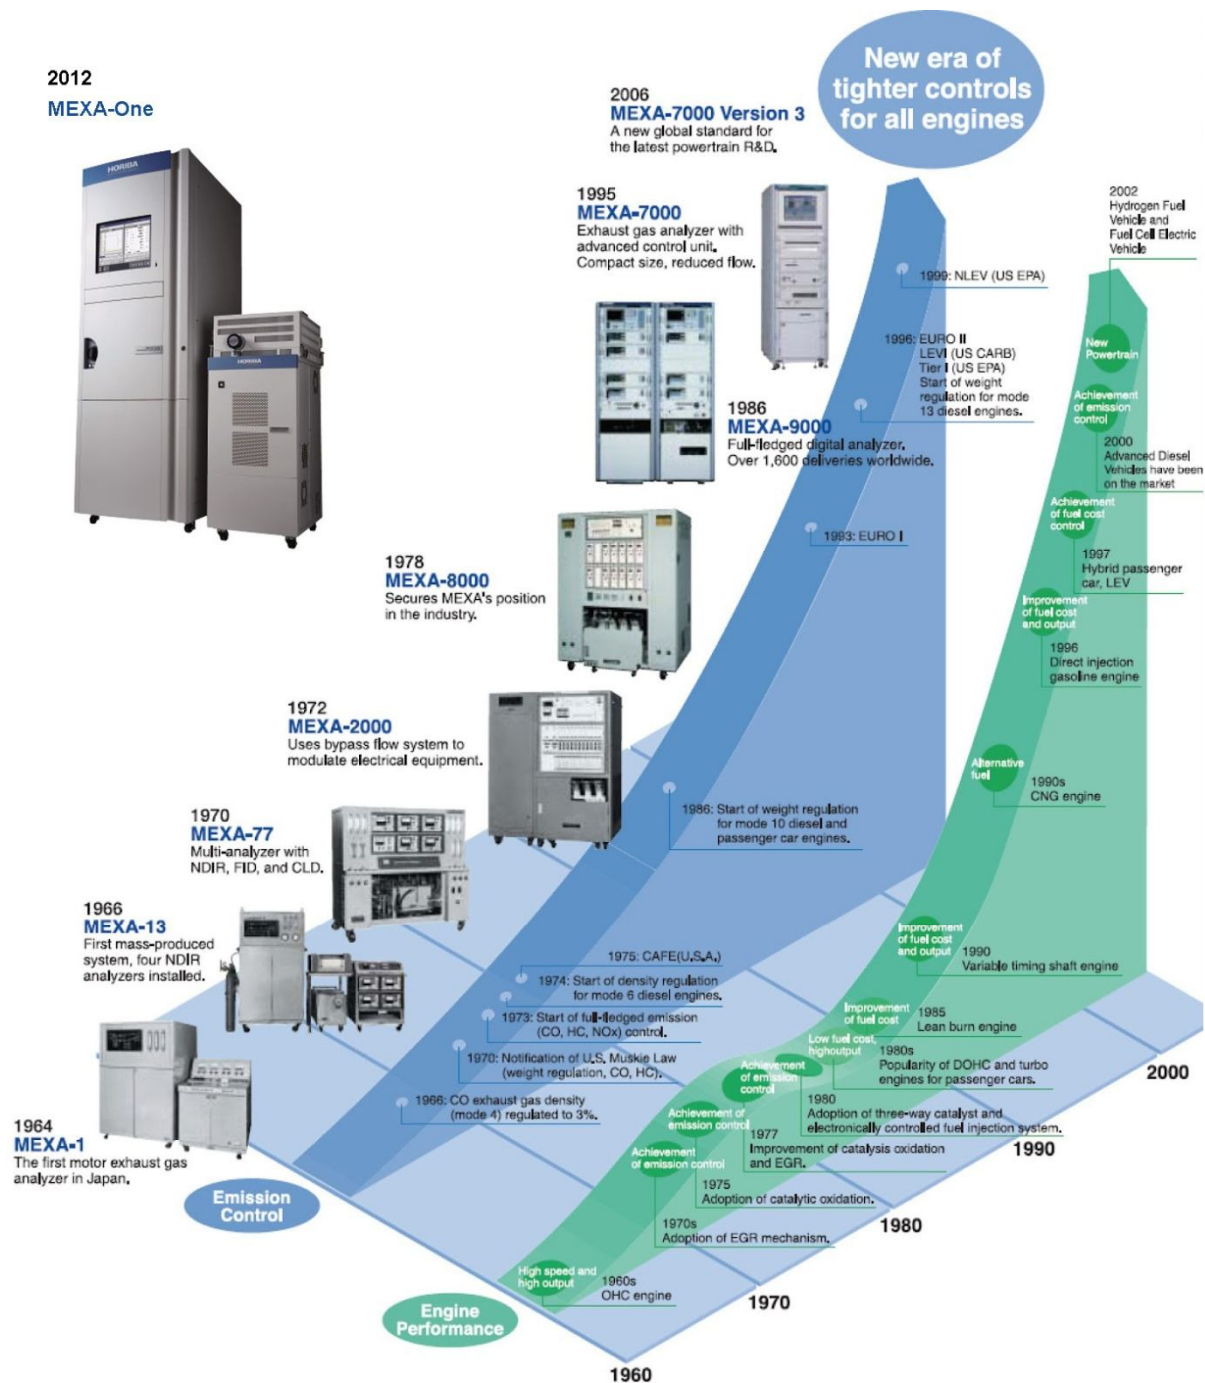 2012
MEXA-One
HORIBA
HORIBA
New era of
tighter controls
for all engines
2006
MEXA-7000 Version 3
A new global standard for
the latest powertrain R&D.
1995
MEXA-7000
Exhaust gas analyzer with
advanced control unit.
Compact size, reduced flow.
1986
MEXA-9000
Full-fledged digital analyzer.
Over 1,600 deliveries worldwide.
1978
MEXA-8000
Secures MEXA's position
in the industry.
1972
MEXA-2000
Uses bypass flow system to
modulate electrical equipment.
1970
MEXA-77
Multi-analyzer with
NDIR, FID, and CLD.
1966
MEXA-13
First mass-produced
system, four NDIR
analyzers installed.
1964
MEXA-1
The first motor exhaust gas
analyzer in Japan.
Emission
Control
1999: NLEV (US EPA)
1996: EURO II
LEVI (US CARB)
Tier I (US EPA)
Start of weight
regulation for mode
13 diesel engines.
1993: EURO I
1986: Start of weight regulation
for mode 10 diesel and
passenger car engines.
1975: CAFE(U.S.A.)
1974: Start of density regulation
for mode 6 diesel engines.
1973: Start of full-fledged emission
(CO, HC, NOx) control.
1970: Notification of U.S. Muskie Law
(weight regulation, CO, HC).
1966: CO exhaust gas density
(mode 4) regulated to 3%.
2002
Hydrogen Fuel
Vehicle and
Fuel Cell Electric
Vehicle
New
Powertrain
Achievement
of emission
control
2000
Advanced Diesel
Vehicles have been
on the market
Achievement
of fuel cost
control
1997
Hybrid passenger
car, LEV
Improvement
of fuel cost
and output
1996
Direct injection
gasoline engine
Alternative
fuel
1990s
CNG engine
Improvement
of fuel cost
and output
1990
Variable timing shaft engine
Improvement
of fuel cost
1985
Lean burn engine
Low fuel cost,
highoutput
1980s
Popularity of DOHC and turbo
engines for passenger cars.
Achievement
of emission
control
1980
Adoption of three-way catalyst and
electronically controlled fuel injection system.
Achievement of
emission control
1977
Improvement of catalysis oxidation
and EGR.
Achievement
of emission control
1975
Adoption of catalytic oxidation.
1970s
Adoption of EGR mechanism.
High speed and
high output
1960s
OHC engine
Engine
Performance
1960
1970
1980
1990
2000